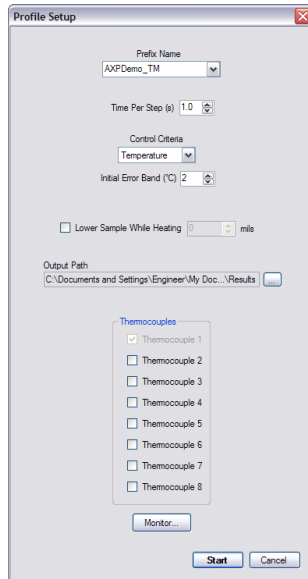 Profile Setup
Prefix Name
AXPDemo_TM
Time Per Step (s) 1.0
Control Criteria
Temperature
Initial Error Band (°C) 2
Lower Sample While Heating 0 mils
Output Path
C:\Documents and Settings\Engineer\My Doc...\Results ...
Thermocouples
Thermocouple 1
Thermocouple 2
Thermocouple 3
Thermocouple 4
Thermocouple 5
Thermocouple 6
Thermocouple 7
Thermocouple 8
Monitor...
Start Cancel